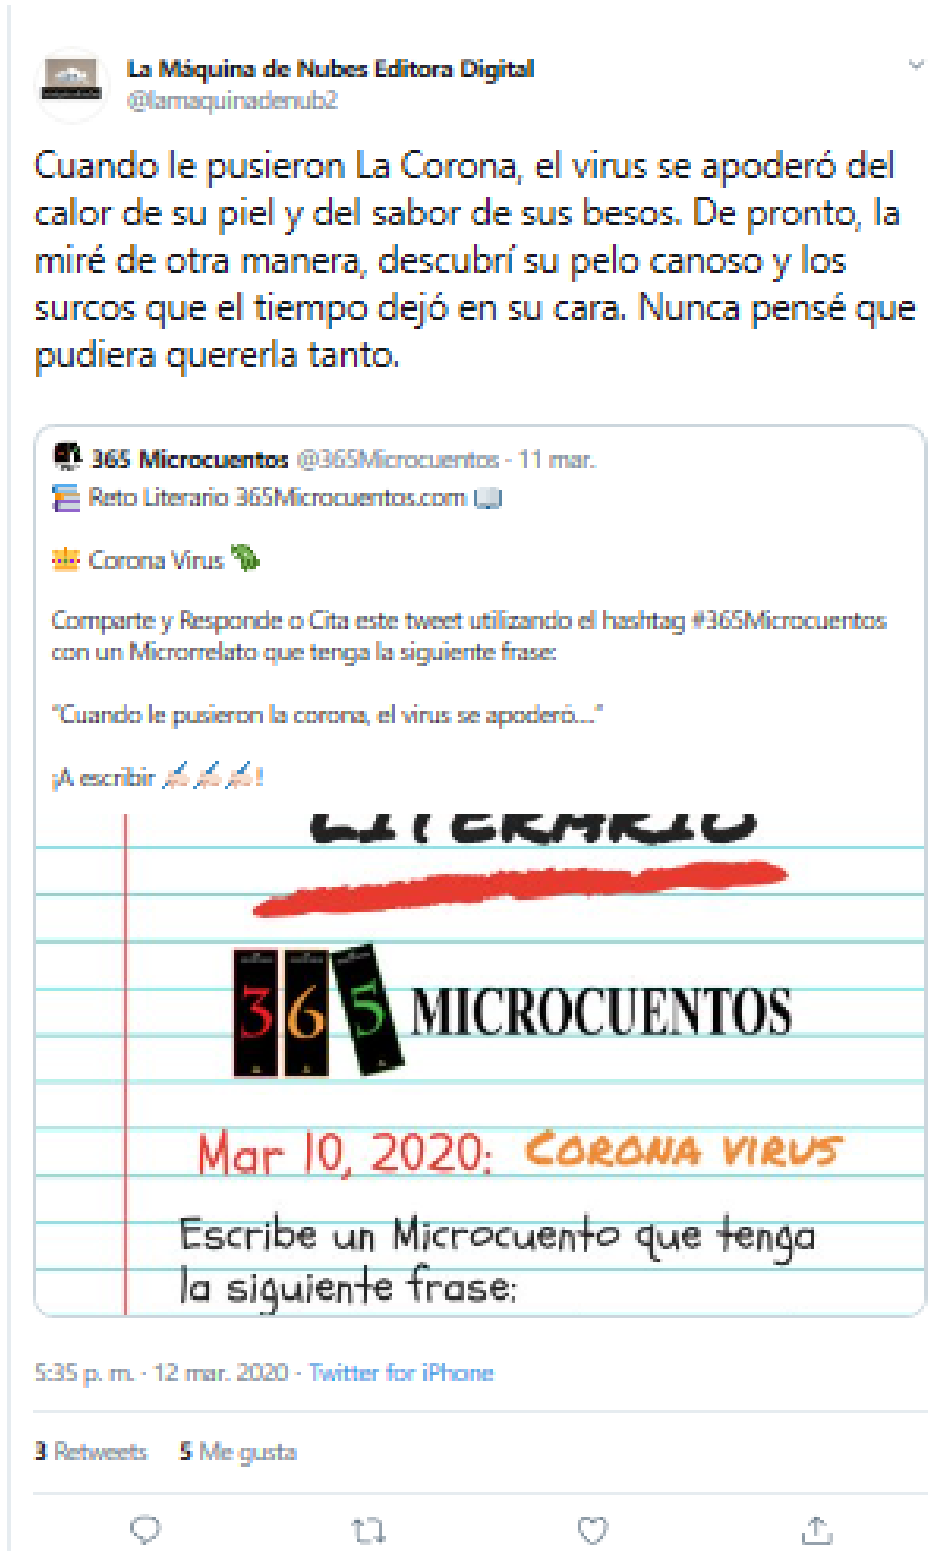 La Máquina de Nubes Editora Digital
@lamaquinadenub2
Cuando le pusieron La Corona, el virus se apoderó del
calor de su piel y del sabor de sus besos. De pronto, la
miré de otra manera, descubrí su pelo canoso y los
surcos que el tiempo dejó en su cara. Nunca pensé que
pudiera quererla tanto.
365 Microcuentos @365Microcuentos - 11 mar.
Reto Literario 365Microcuentos.com
Corona Virus
Comparte y Responde o Cita este tweet utilizando el hashtag #365Microcuentos
con un Microrrelato que tenga la siguiente frase:
"Cuando le pusieron la corona, el virus se apoderó..."
¡A escribir !
LITERARIO
365 MICROCUENTOS
Mar 10, 2020: CORONA VIRUS
Escribe un Microcuento que tenga
la siguiente frase:
5:35 p. m. · 12 mar. 2020 · Twitter for iPhone
3 Retweets 5 Me gusta